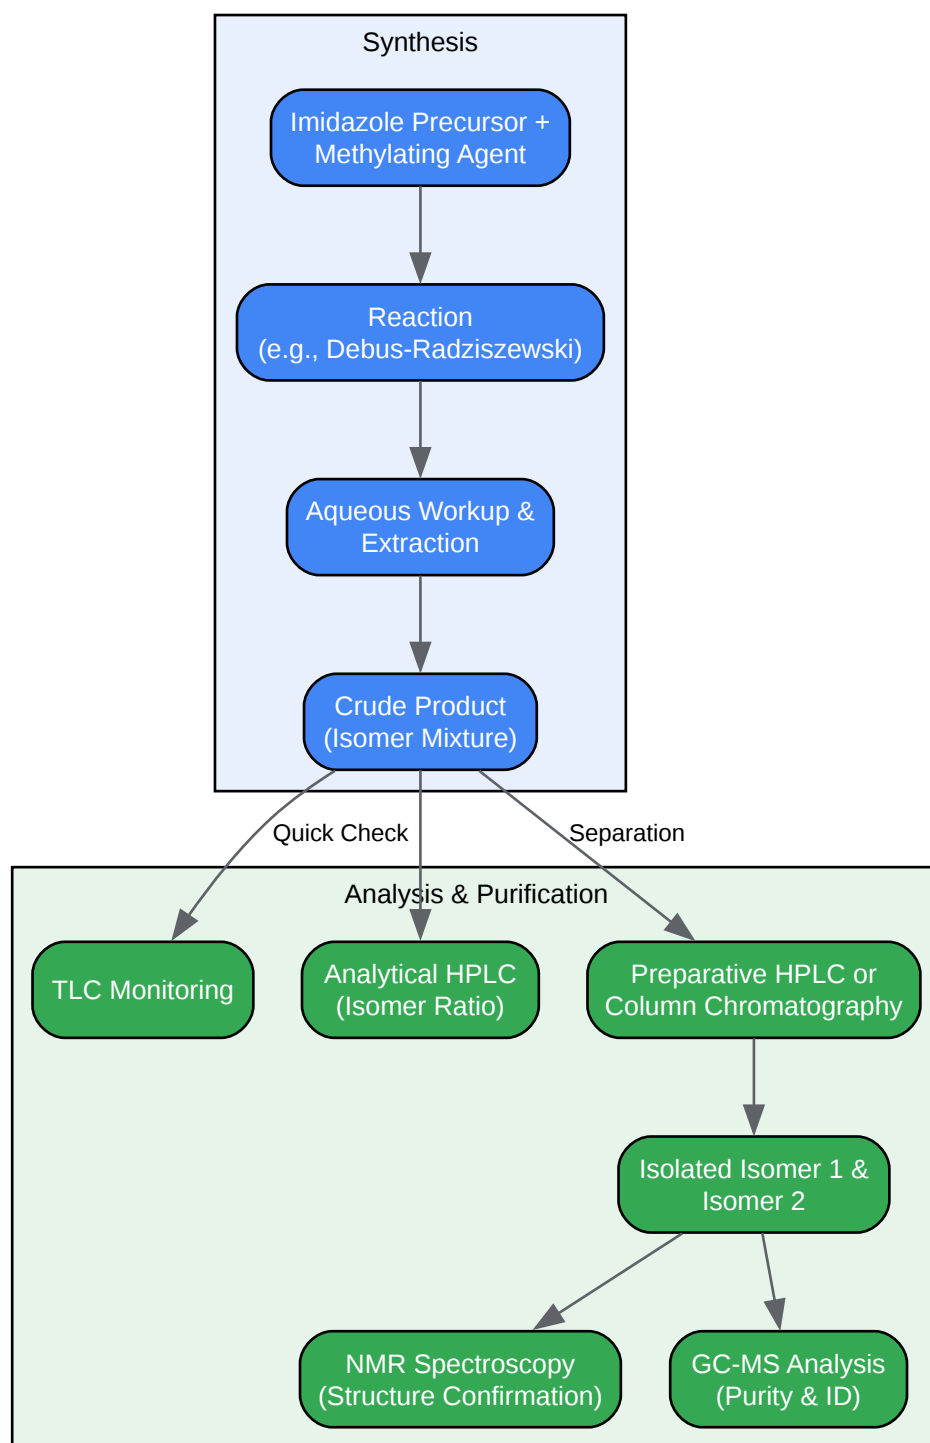 Synthesis
Imidazole Precursor +
Methylating Agent
Reaction
(e.g., Debus-Radziszewski)
Aqueous Workup &
Extraction
Crude Product
(Isomer Mixture)
Quick Check
Separation
Analysis & Purification
TLC Monitoring
Analytical HPLC
(Isomer Ratio)
Preparative HPLC or
Column Chromatography
Isolated Isomer 1 &
Isomer 2
NMR Spectroscopy
(Structure Confirmation)
GC-MS Analysis
(Purity & ID)